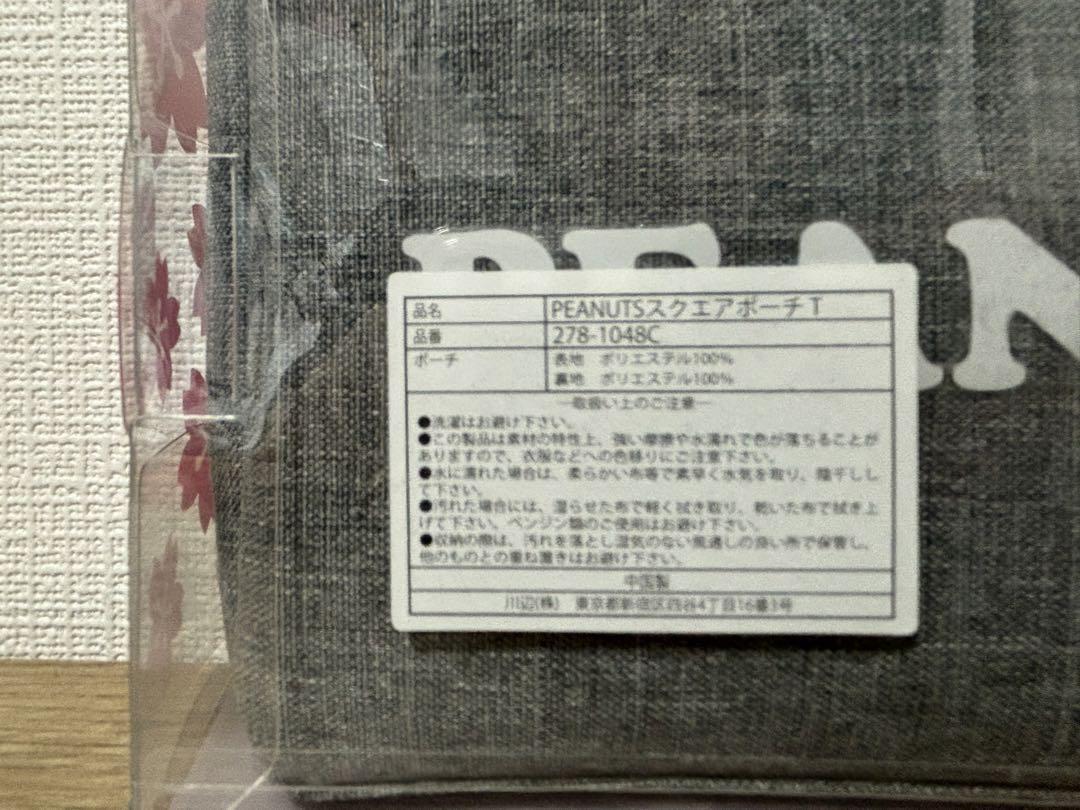 PEAN
品名 PEANUTSスクエアポーチT
品番 278-1048C
ポーチ 表地 ポリエステル100%
裏地 ポリエステル100%
―取扱い上のご注意―
●洗濯はお避け下さい。
●この製品は素材の特性上、強い摩擦や水濡れで色が落ちることが
ありますので、衣服などへの色移りにご注意下さい。
●水に濡れた場合は、柔らかい布等で素早く水気を取り、陰干しし
て下さい。
●汚れた場合には、湿らせた布で軽く拭き取り、乾いた布で拭き上
げて下さい。ベンジン類のご使用はお避け下さい。
●収納の際は、汚れを落とし湿気のない風通しの良い所で保管し、
他のものとの重ね置きはお避け下さい。
中国製
川辺(株) 東京都新宿区四谷4丁目16番3号